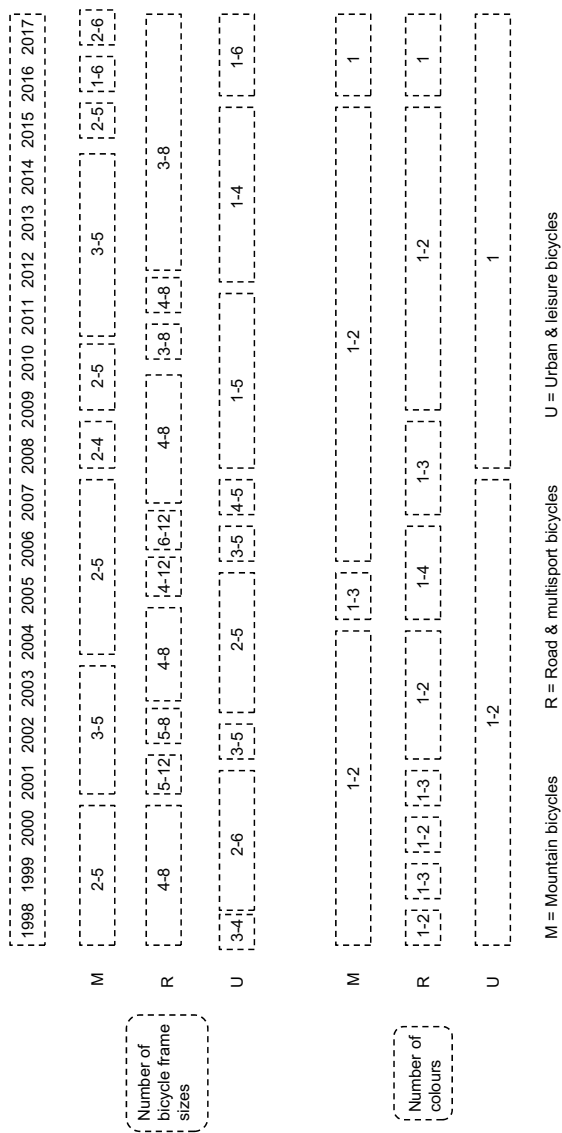 1998 1999 2000 2001 2002 2003 2004 2005 2006 2007 2008 2009 2010 2011 2012 2013 2014 2015 2016 2017
Number of
bicycle frame
sizes
M 2-5 3-5 2-5 2-4 2-5 3-5 2-5 1-6 2-6
R 4-8 5-12 5-8 4-8 4-12 6-12 4-8 3-8 4-8 3-8
U 3-4 2-6 3-5 2-5 3-5 4-5 1-5 1-4 1-6
Number of
colours
M 1-2 1-3 1-2 1
R 1-2 1-3 1-2 1-3 1-2 1-4 1-3 1-2 1
U 1-2 1
M = Mountain bicycles R = Road & multisport bicycles U = Urban & leisure bicycles